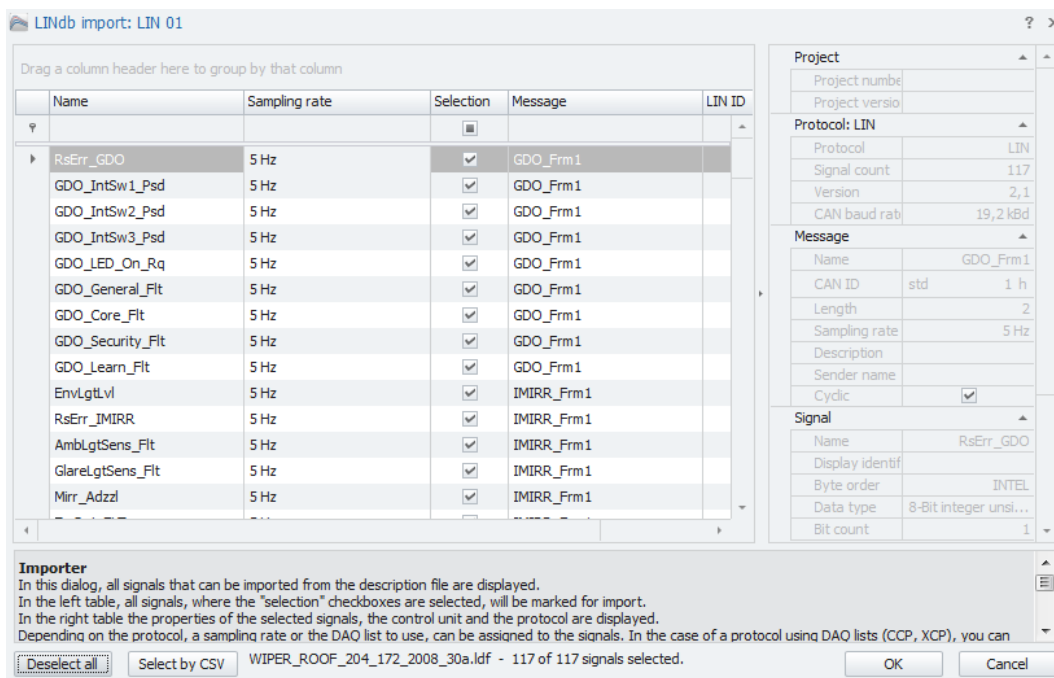 LINdb import: LIN 01
?
Drag a column header here to group by that column
Name Sampling rate Selection Message LIN ID
RsErr_GDO 5 Hz GDO_Frm1
GDO_IntSw1_Psd 5 Hz GDO_Frm1
GDO_IntSw2_Psd 5 Hz GDO_Frm1
GDO_IntSw3_Psd 5 Hz GDO_Frm1
GDO_LED_On_Rq 5 Hz GDO_Frm1
GDO_General_Flt 5 Hz GDO_Frm1
GDO_Core_Flt 5 Hz GDO_Frm1
GDO_Security_Flt 5 Hz GDO_Frm1
GDO_Learn_Flt 5 Hz GDO_Frm1
EnvLgtLvl 5 Hz IMIRR_Frm1
RsErr_IMIRR 5 Hz IMIRR_Frm1
AmbLgtSens_Flt 5 Hz IMIRR_Frm1
GlareLgtSens_Flt 5 Hz IMIRR_Frm1
Mirr_Adzzl 5 Hz IMIRR_Frm1
Project
Project numbe
Project versio
Protocol: LIN
Protocol LIN
Signal count 117
Version 2,1
CAN baud rat 19,2 kBd
Message
Name GDO_Frm1
CAN ID std 1 h
Length 2
Sampling rate 5 Hz
Description
Sender name
Cyclic
Signal
Name RsErr_GDO
Display identif
Byte order INTEL
Data type 8-Bit integer unsi...
Bit count 1
Importer
In this dialog, all signals that can be imported from the description file are displayed.
In the left table, all signals, where the "selection" checkboxes are selected, will be marked for import.
In the right table the properties of the selected signals, the control unit and the protocol are displayed.
Depending on the protocol, a sampling rate or the DAQ list to use, can be assigned to the signals. In the case of a protocol using DAQ lists (CCP, XCP), you can
Deselect all Select by CSV WIPER_ROOF_204_172_2008_30a.ldf - 117 of 117 signals selected. OK Cancel